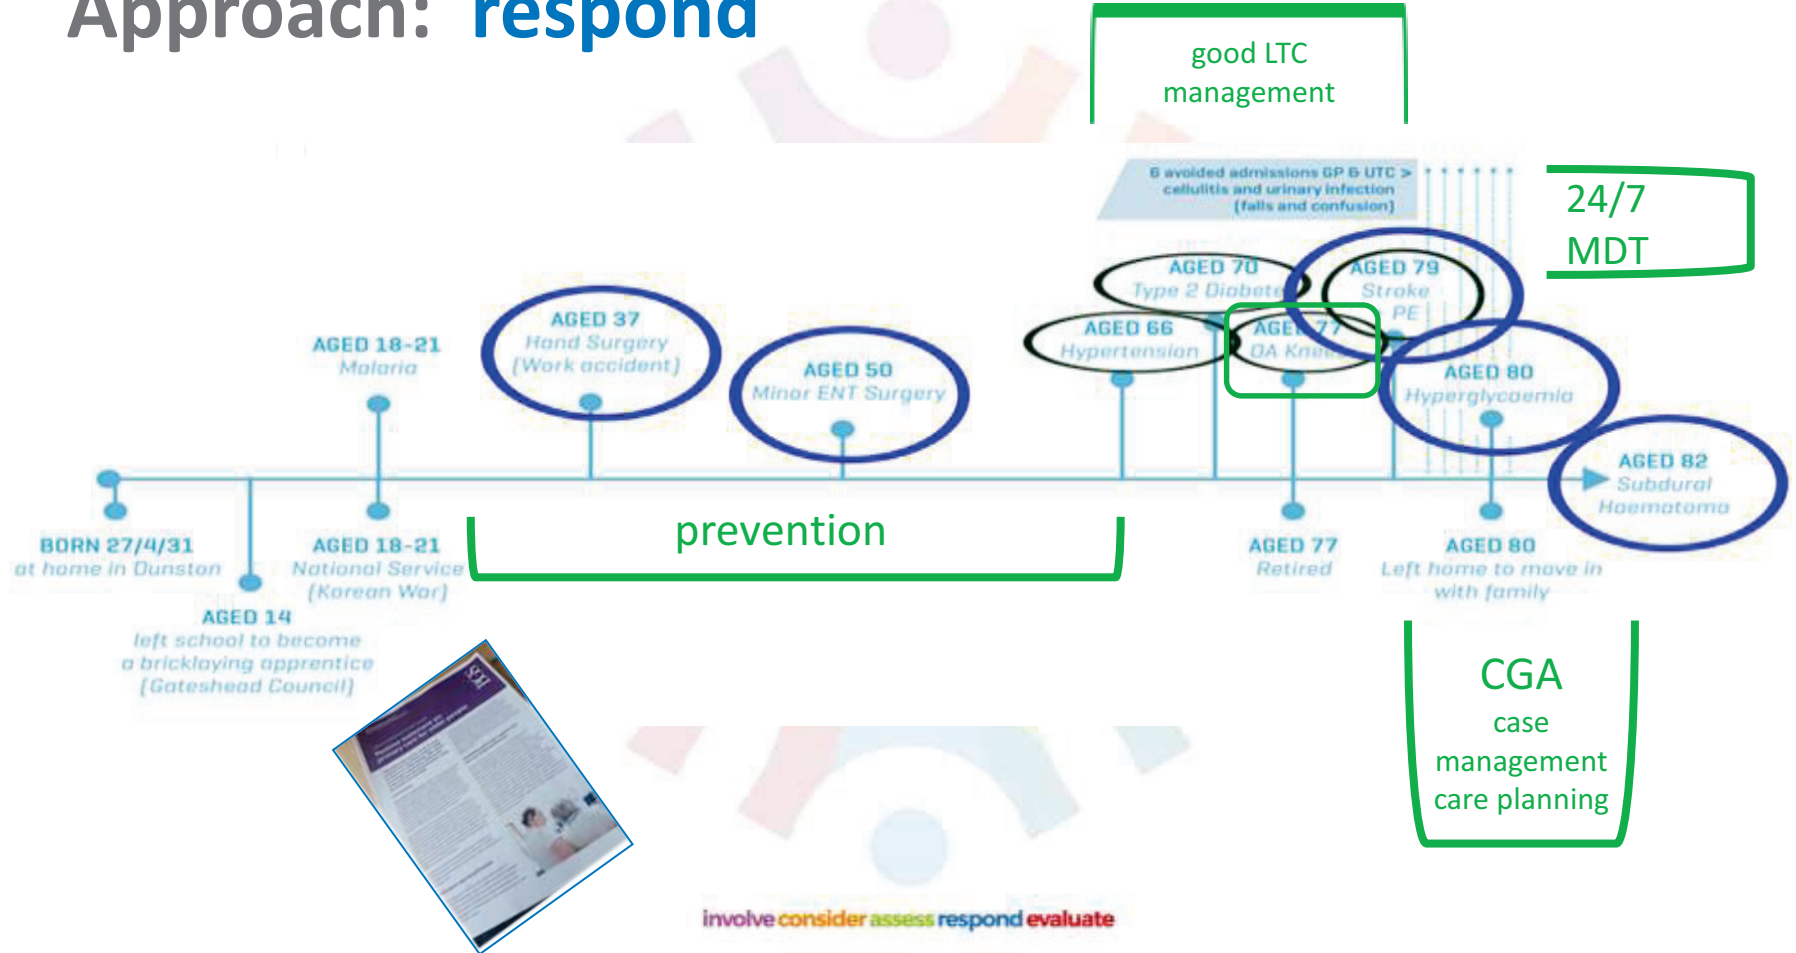 Approach: respond
good LTC
management
6 avoided admissions GP & UTC >
cellulitis and urinary infection
(falls and confusion)
24/7
MDT
AGED 70
Type 2 Diabete
AGED 79
Stroke
PE
AGED 66
Hypertension
AGED 77
OA Knee
AGED 37
Hand Surgery
(Work accident)
AGED 18-21
Malaria
AGED 50
Minor ENT Surgery
AGED 80
Hyperglycaemia
AGED 82
Subdural
Haematoma
BORN 27/4/31
at home in Dunston
AGED 14
left school to become
a bricklaying apprentice
(Gateshead Council)
AGED 18-21
National Service
(Korean War)
prevention
AGED 77
Retired
AGED 80
Left home to move in
with family
CGA
case
management
care planning
BGS
involve consider assess respond evaluate